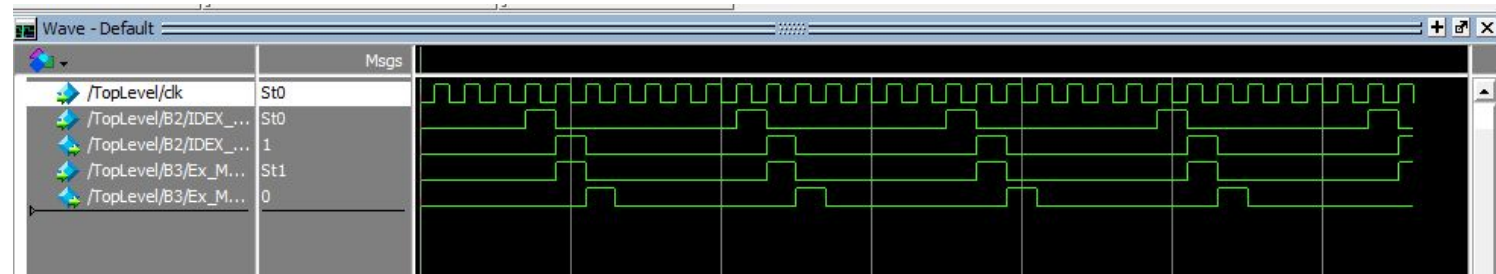 Wave - Default
Msgs
/TopLevel/clk St0
/TopLevel/B2/IDEX_... St0
/TopLevel/B2/IDEX_... 1
/TopLevel/B3/Ex_M... St1
/TopLevel/B3/Ex_M... 0